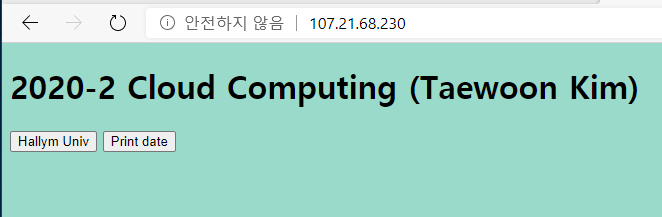 안전하지 않음 107.21.68.230
2020-2 Cloud Computing (Taewoon Kim)
Hallym Univ Print date